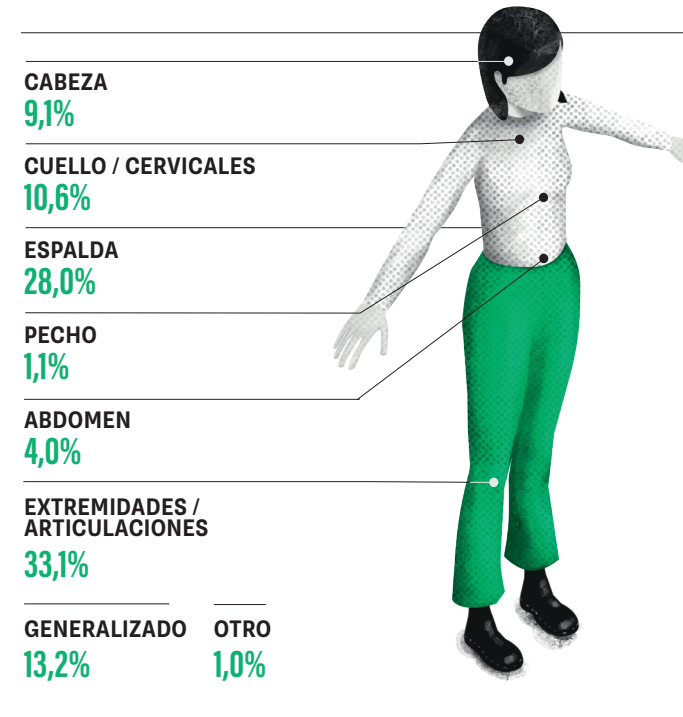 CABEZA
9,1%
CUELLO / CERVICALES
10,6%
ESPALDA
28,0%
PECHO
1,1%
ABDOMEN
4,0%
EXTREMIDADES /
ARTICULACIONES
33,1%
GENERALIZADO
13,2%
OTRO
1,0%